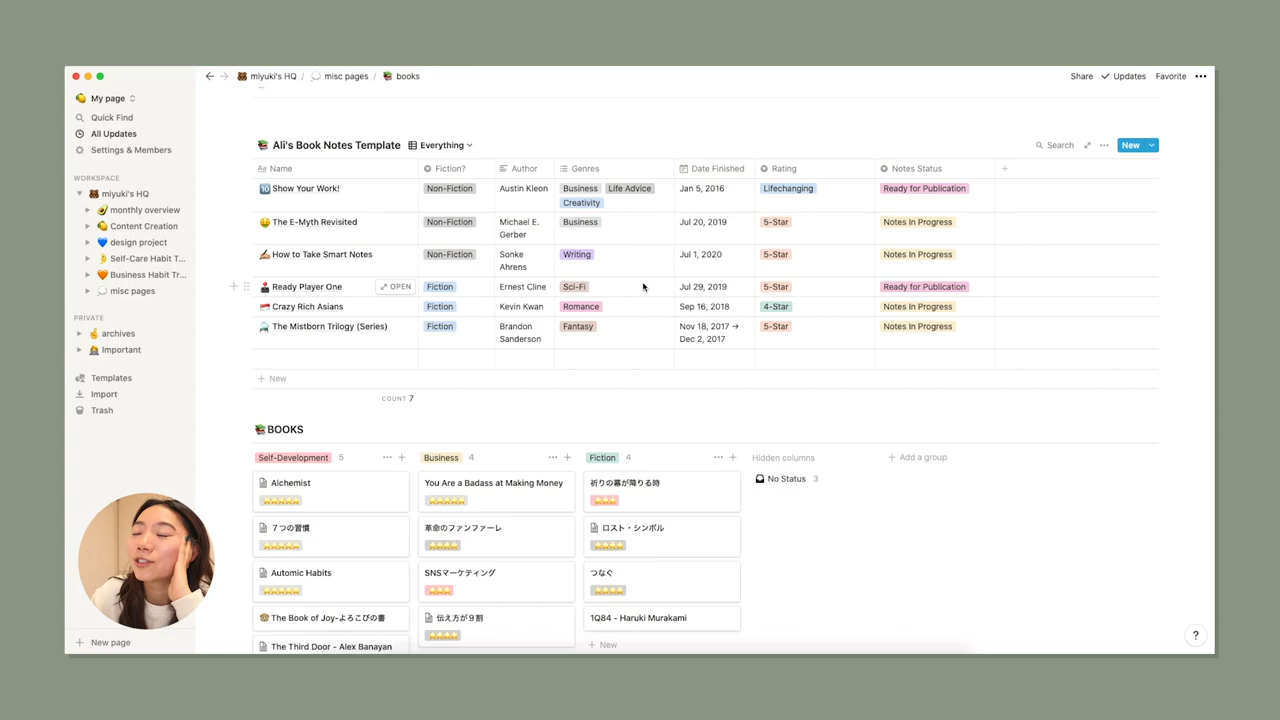 miyuki's HQ / misc pages / books
Share Updates Favorite
My page
Quick Find
All Updates
Settings & Members
WORKSPACE
miyuki's HQ
monthly overview
Content Creation
design project
Self-Care Habit T...
Business Habit Tr...
misc pages
PRIVATE
archives
Important
Templates
Import
Trash
New page
Ali's Book Notes Template Everything
Search New
Name Fiction? Author Genres Date Finished Rating Notes Status
Show Your Work! Non-Fiction Austin Kleon Business Life Advice Jan 5, 2016 Lifechanging Ready for Publication
Creativity
The E-Myth Revisited Non-Fiction Michael E. Business Jul 20, 2019 5-Star Notes In Progress
Gerber
How to Take Smart Notes Non-Fiction Sonke Writing Jul 1, 2020 5-Star Notes In Progress
Ahrens
Ready Player One OPEN Fiction Ernest Cline Sci-Fi Jul 29, 2019 5-Star Ready for Publication
Crazy Rich Asians Fiction Kevin Kwan Romance Sep 16, 2018 4-Star Notes In Progress
The Mistborn Trilogy (Series) Fiction Brandon Fantasy Nov 18, 2017 → 5-Star Notes In Progress
Sanderson Dec 2, 2017
New
COUNT 7
BOOKS
Self-Development 5 Business 4 Fiction 4 Hidden columns Add a group
No Status 3
Alchemist You Are a Badass at Making Money 祈りの幕が降りる時
７つの習慣 革命のファンファーレ ロスト・シンボル
Automic Habits SNSマーケティング つなぐ
The Book of Joy-よろこびの書 伝え方が９割 1Q84 - Haruki Murakami
The Third Door - Alex Banayan New
?